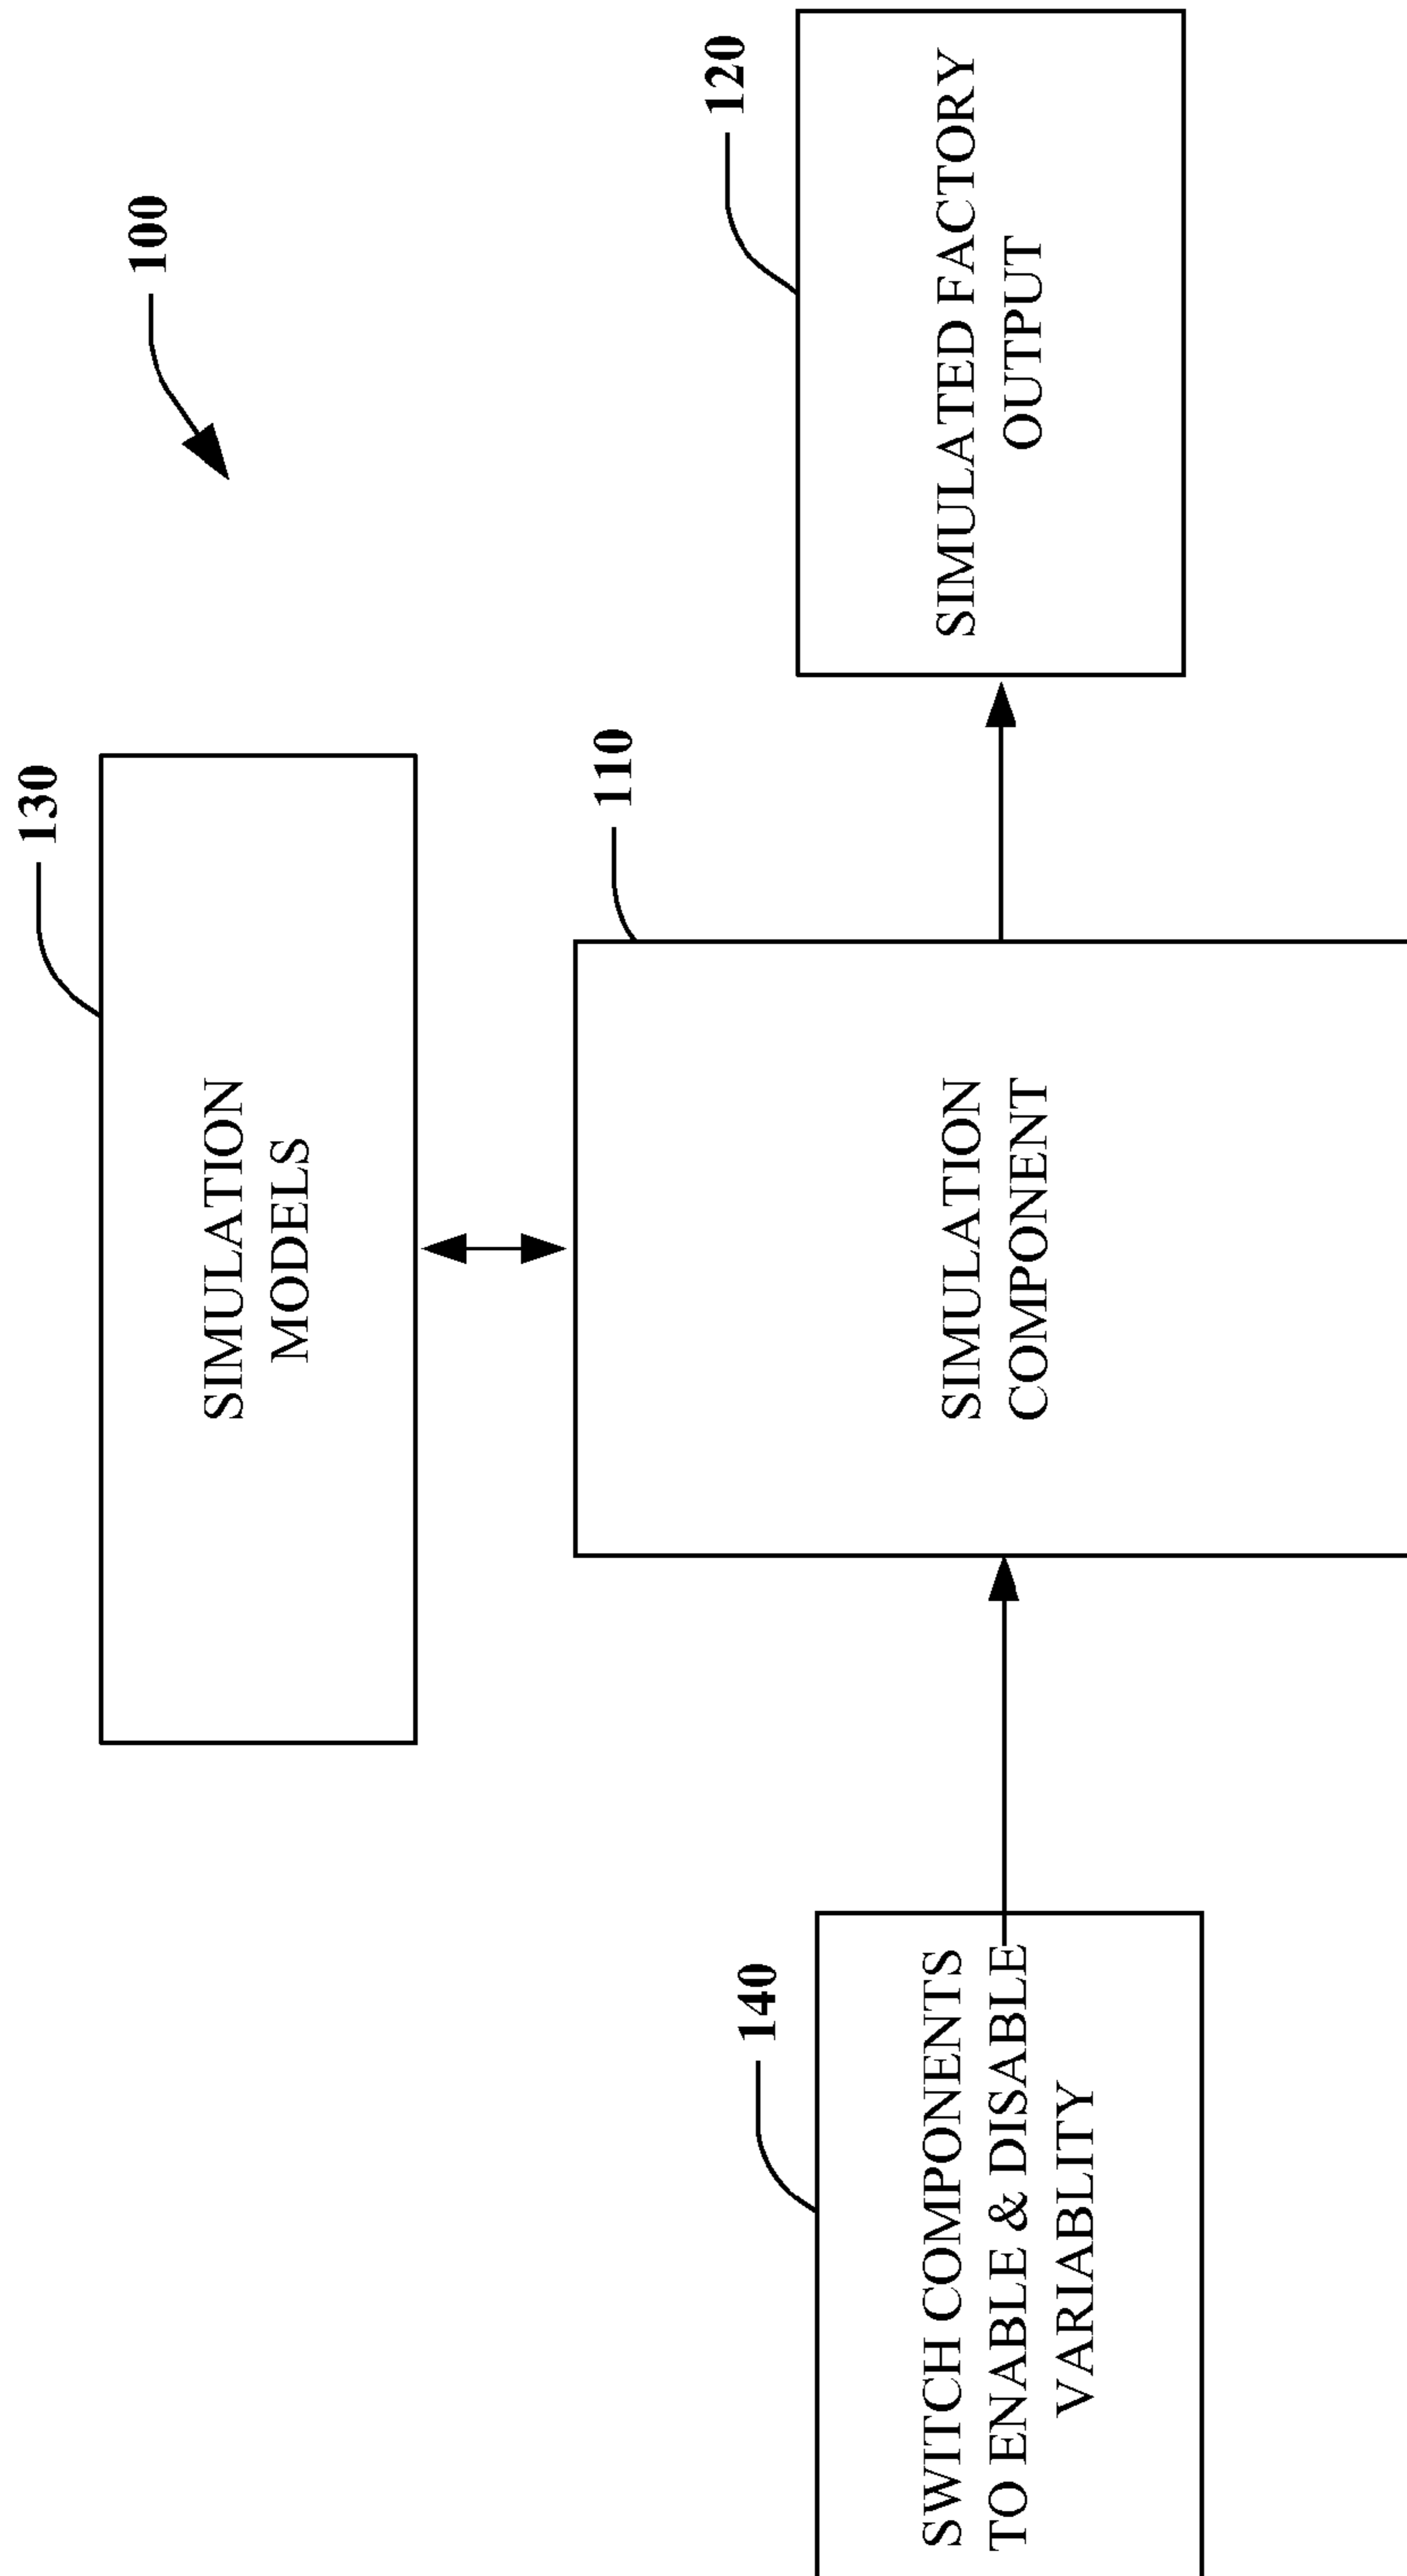 100
130
SIMULATION
MODELS
110
120
SIMULATION
COMPONENT
SIMULATED FACTORY
OUTPUT
140
SWITCH COMPONENTS
TO ENABLE & DISABLE
VARIABLITY